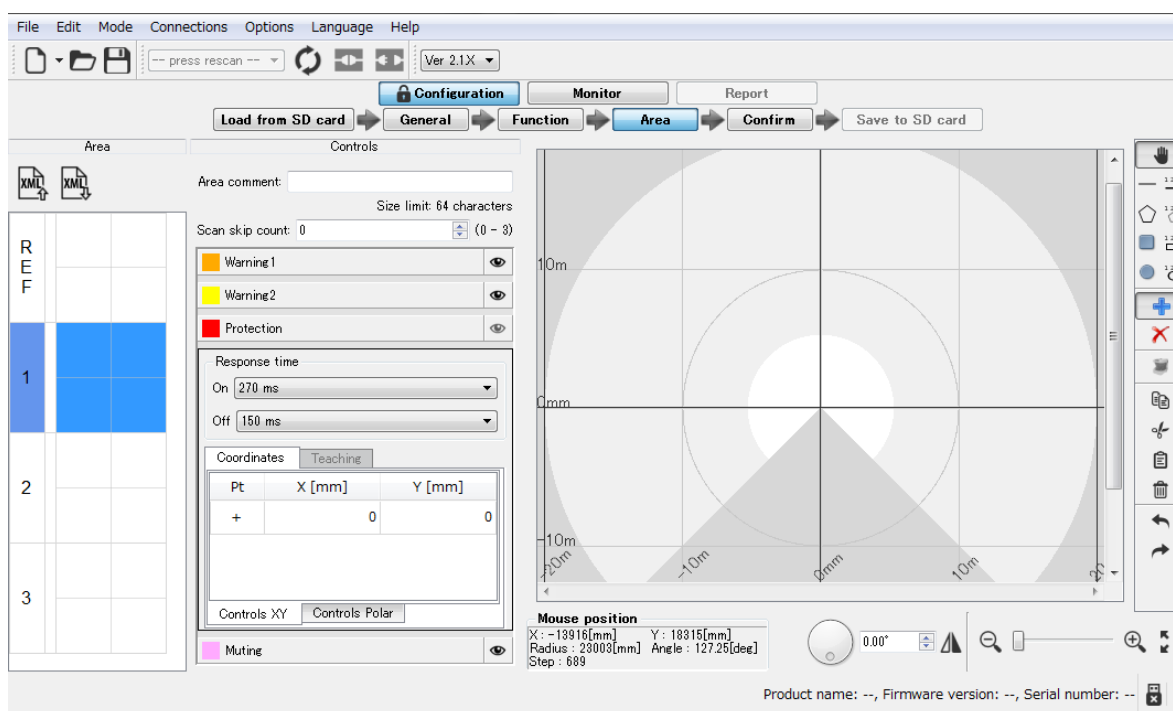 File Edit Mode Connections Options Language Help
-- press rescan -- Ver 2.1X
Configuration Monitor Report
Load from SD card General Function Area Confirm Save to SD card
Area Controls
XML XML
Area comment:
Size limit: 64 characters
Scan skip count: 0 (0 - 3)
Warning1
Warning2
Protection
Response time
On 270 ms
Off 150 ms
Coordinates Teaching
Pt X [mm] Y [mm]
+ 0 0
Controls XY Controls Polar
Muting
REF
1
2
3
10m
0mm
-10m
-20m -10m 0mm 10m
Mouse position
X : -13916[mm] Y : 18315[mm]
Radius : 23003[mm] Angle : 127.25[deg]
Step : 689
0.00°
Product name: --, Firmware version: --, Serial number: --